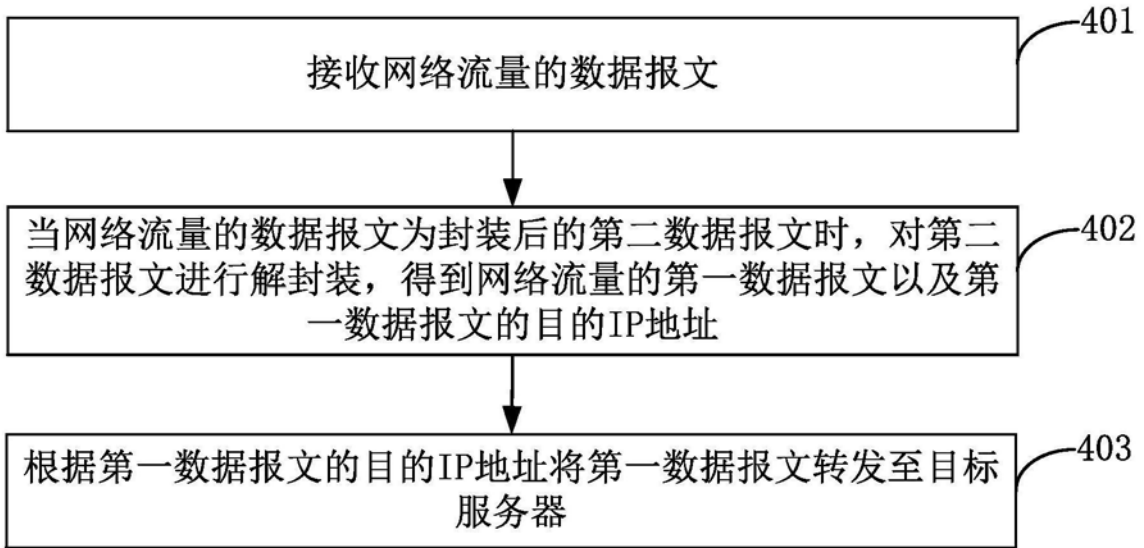 接收网络流量的数据报文
401
当网络流量的数据报文为封装后的第二数据报文时，对第二
数据报文进行解封装，得到网络流量的第一数据报文以及第
一数据报文的目的IP地址
402
根据第一数据报文的目的IP地址将第一数据报文转发至目标
服务器
403